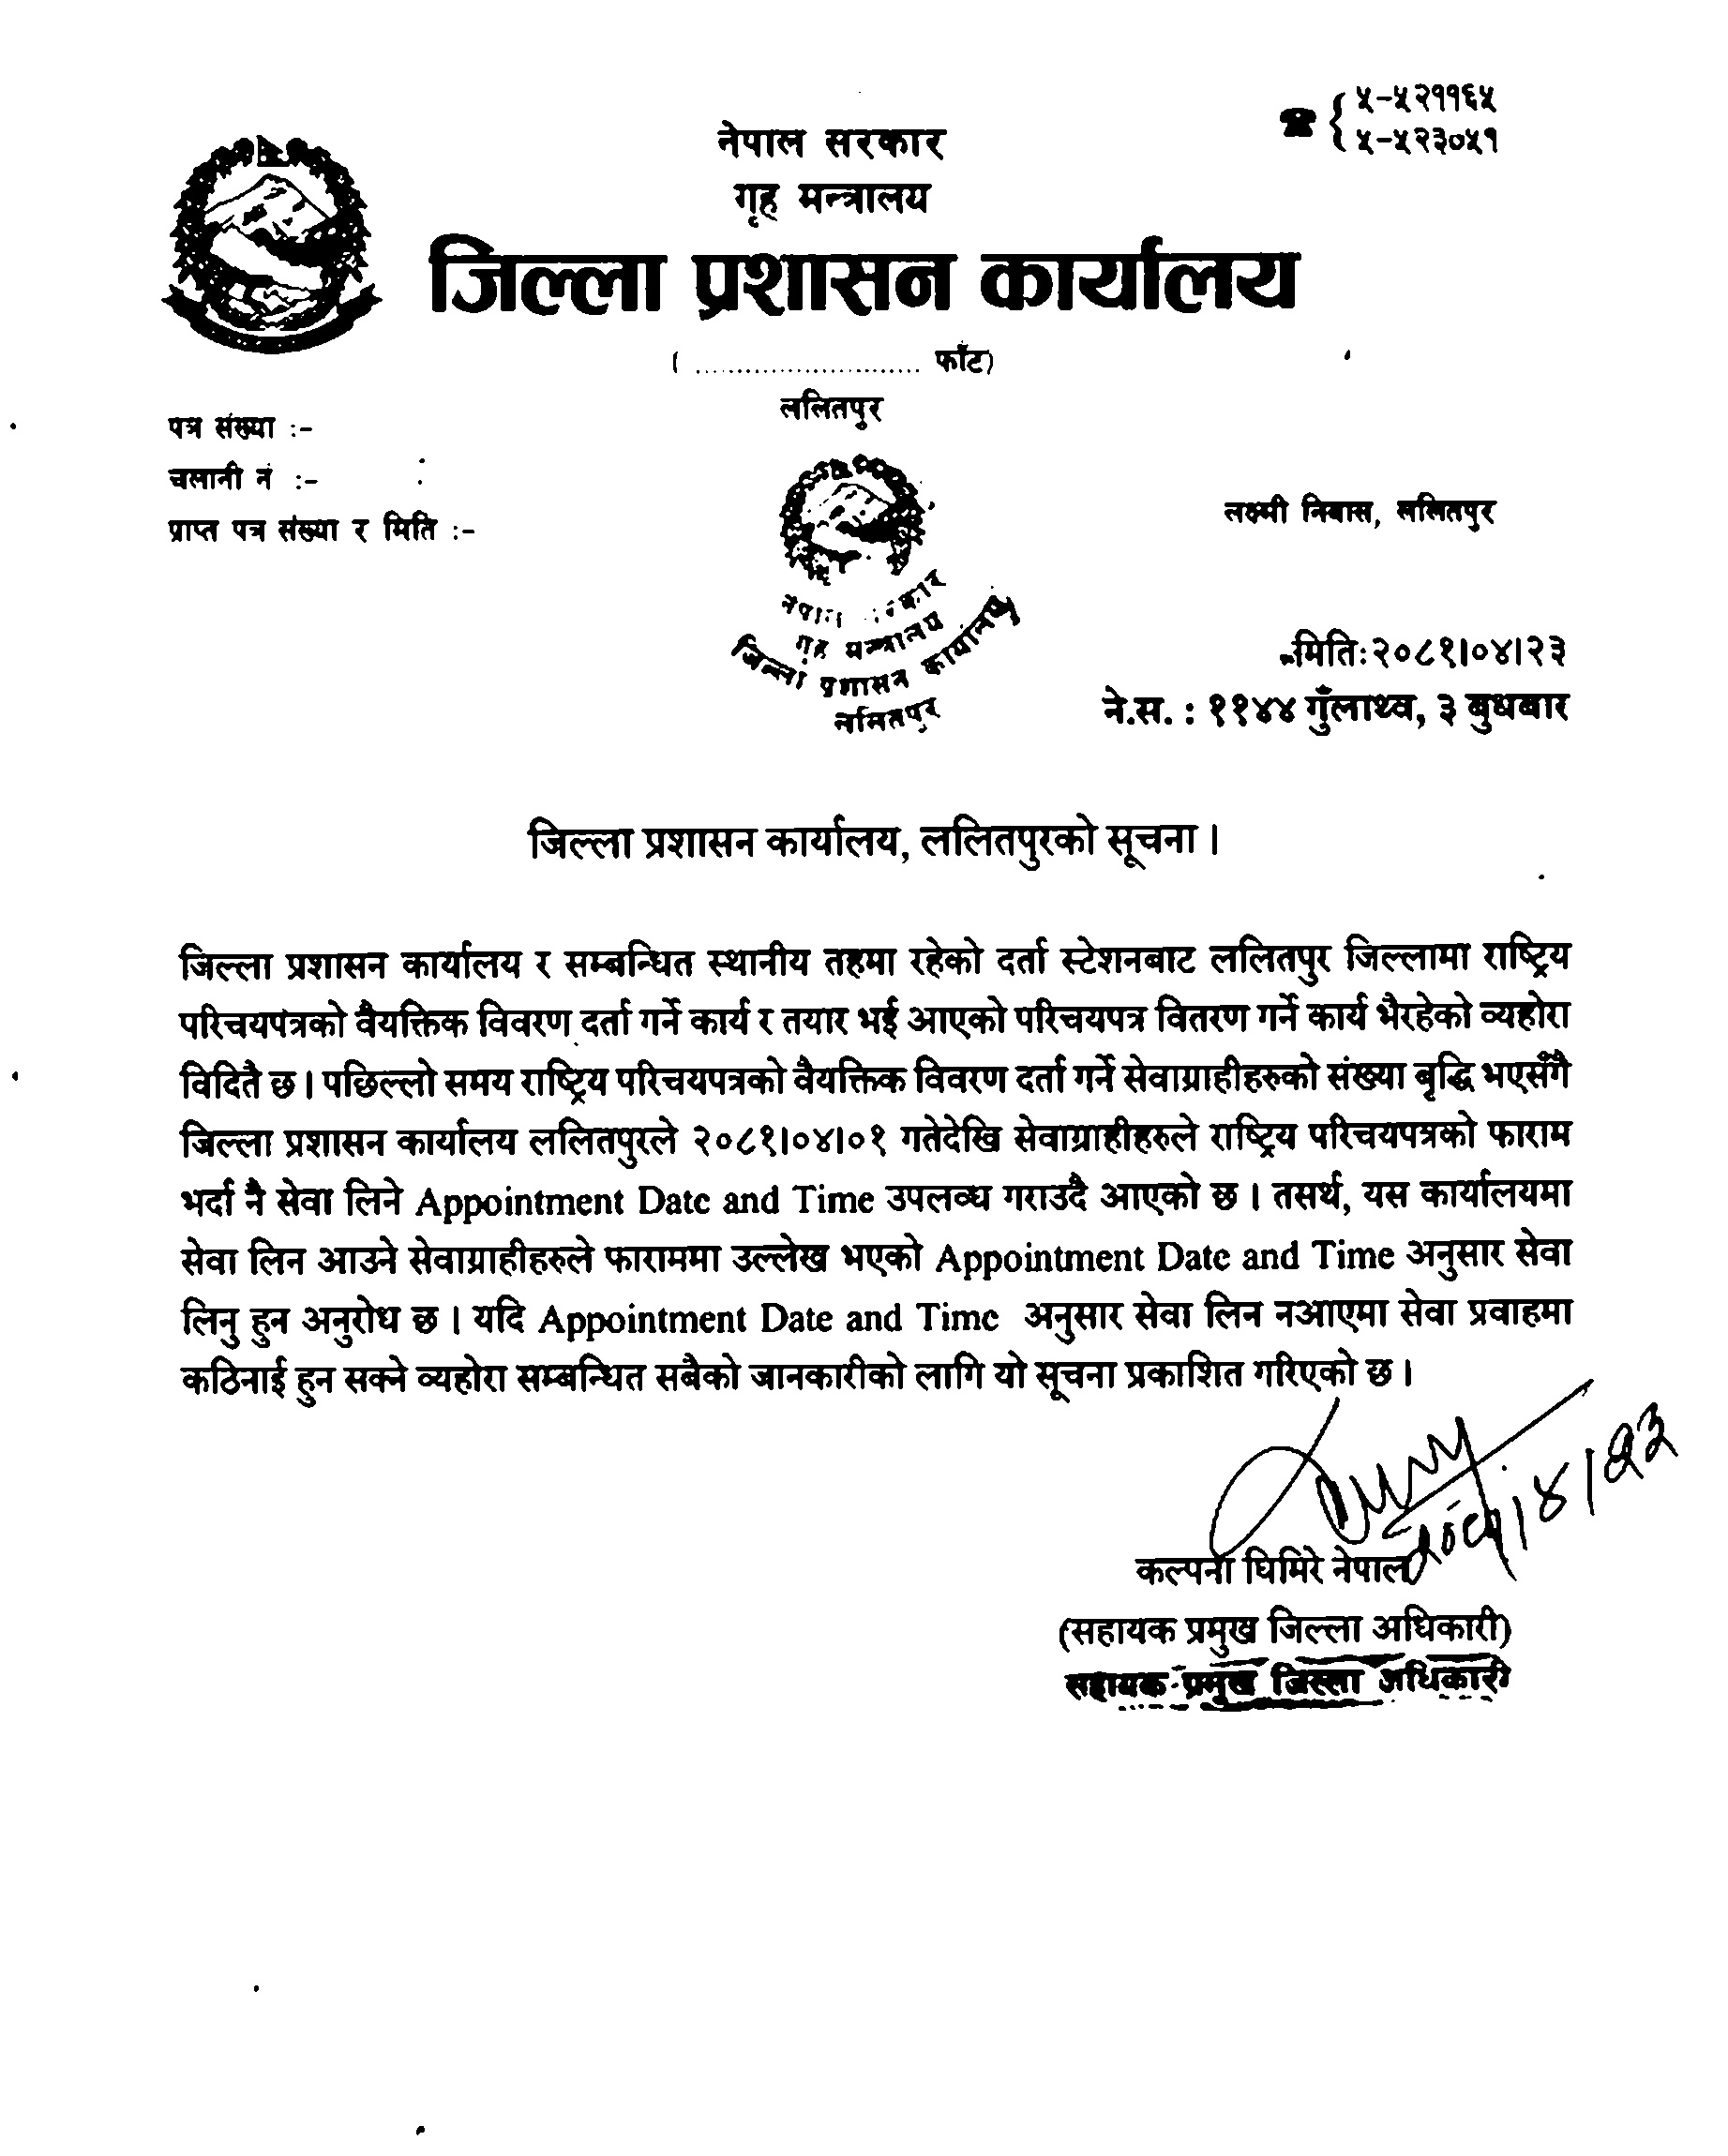 ५-५२११६५
५-५२३०५१
नेपाल सरकार
गृह मन्त्रालय
जिल्ला प्रशासन कार्यालय
( ............................ फाँट)
ललितपुर
पत्र संख्या :-
चलानी नं :-
प्राप्त पत्र संख्या र मिति :-
लक्ष्मी निवास, ललितपुर
गृह मन्त्रालय
जिल्ला प्रशासन
ललितपुर
मिति:२०८१।०४।२३
ने.स. : ११४४ गुँलाथ्व, ३ बुधबार
जिल्ला प्रशासन कार्यालय, ललितपुरको सूचना ।
जिल्ला प्रशासन कार्यालय र सम्बन्धित स्थानीय तहमा रहेको दर्ता स्टेशनबाट ललितपुर जिल्लामा राष्ट्रिय
परिचयपत्रको वैयक्तिक विवरण दर्ता गर्ने कार्य र तयार भई आएको परिचयपत्र वितरण गर्ने कार्य भैरहेको व्यहोरा
विदितै छ । पछिल्लो समय राष्ट्रिय परिचयपत्रको वैयक्तिक विवरण दर्ता गर्ने सेवाग्राहीहरुको संख्या बृद्धि भएसँगै
जिल्ला प्रशासन कार्यालय ललितपुरले २०८१।०४।०१ गतेदेखि सेवाग्राहीहरुले राष्ट्रिय परिचयपत्रको फाराम
भर्दा नै सेवा लिने Appointment Date and Time उपलव्ध गराउदै आएको छ । तसर्थ, यस कार्यालयमा
सेवा लिन आउने सेवाग्राहीहरुले फाराममा उल्लेख भएको Appointment Date and Time अनुसार सेवा
लिनु हुन अनुरोध छ । यदि Appointment Date and Time अनुसार सेवा लिन नआएमा सेवा प्रवाहमा
कठिनाई हुन सक्ने व्यहोरा सम्बन्धित सबैको जानकारीको लागि यो सूचना प्रकाशित गरिएको छ ।
२०८१।४।२३
कल्पना घिमिरे नेपाल
(सहायक प्रमुख जिल्ला अधिकारी)
सहायक प्रमुख जिल्ला अधिकारी